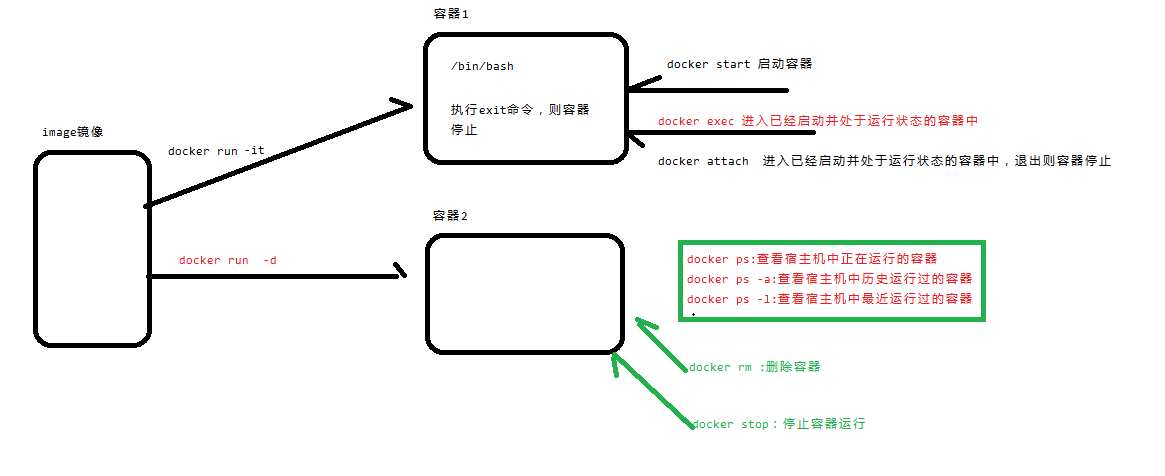 容器1
/bin/bash
docker start 启动容器
执行exit命令，则容器
停止
docker exec 进入已经启动并处于运行状态的容器中
image镜像
docker run -it
docker attach 进入已经启动并处于运行状态的容器中，退出则容器停止
容器2
docker run -d
docker ps:查看宿主机中正在运行的容器
docker ps -a:查看宿主机中历史运行过的容器
docker ps -l:查看宿主机中最近运行过的容器
docker rm :删除容器
docker stop：停止容器运行